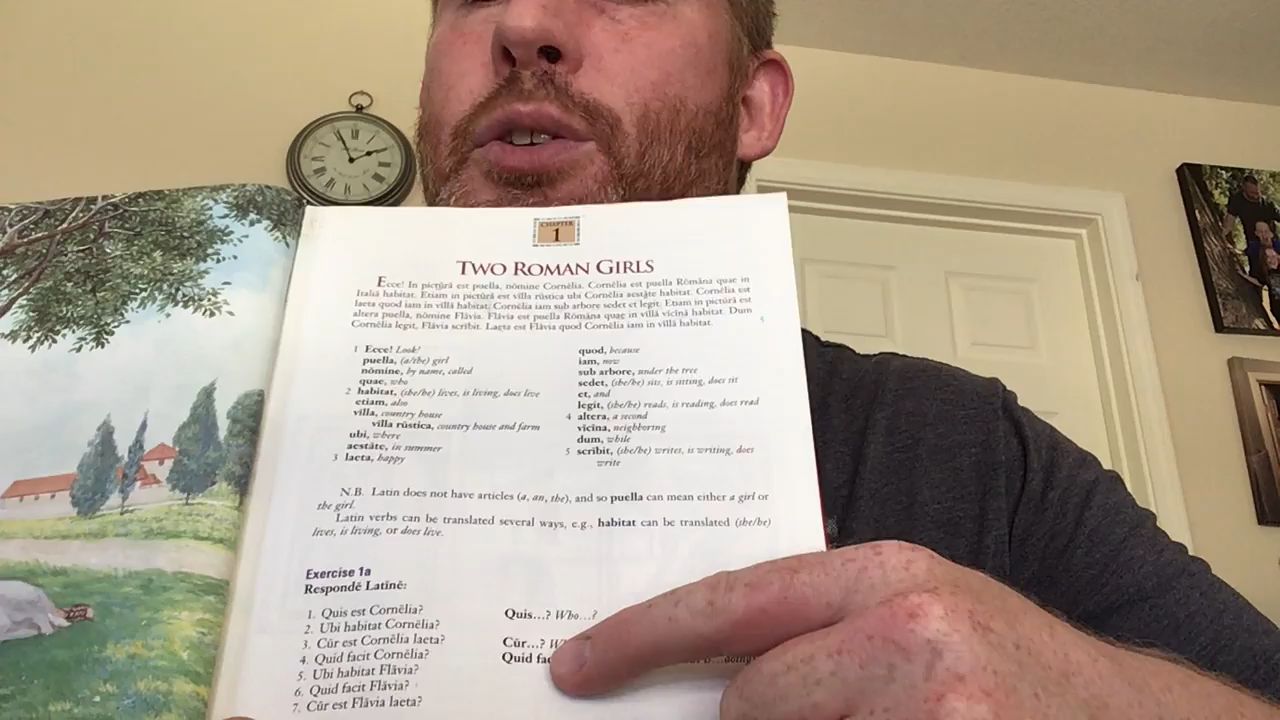 CHAPTER
1
TWO ROMAN GIRLS
Ecce! In pictūrā est puella, nōmine Cornēlia. Cornēlia est puella Rōmāna quae in
Italiā habitat. Etiam in pictūrā est vīlla rūstica ubi Cornēlia aestāte habitat. Cornēlia est
laeta quod iam in vīllā habitat. Cornēlia iam sub arbore sedet et legit. Etiam in pictūrā est
altera puella, nōmine Flāvia. Flāvia est puella Rōmāna quae in vīllā vīcīnā habitat. Dum
Cornēlia legit, Flāvia scrībit. Laeta est Flāvia quod Cornēlia iam in vīllā habitat.
5
1 Ecce! Look!
puella, (a/the) girl
nōmine, by name, called
quae, who
2 habitat, (she/he) lives, is living, does live
etiam, also
vīlla, country house
vīlla rūstica, country house and farm
ubi, where
aestāte, in summer
3 laeta, happy
quod, because
iam, now
sub arbore, under the tree
sedet, (she/he) sits, is sitting, does sit
et, and
legit, (she/he) reads, is reading, does read
4 altera, a second
vīcīna, neighboring
dum, while
5 scrībit, (she/he) writes, is writing, does
write
N.B. Latin does not have articles (a, an, the), and so puella can mean either a girl or
the girl.
Latin verbs can be translated several ways, e.g., habitat can be translated (she/he)
lives, is living, or does live.
Exercise 1a
Respondē Latīnē:
1. Quis est Cornēlia?
2. Ubi habitat Cornēlia?
3. Cūr est Cornēlia laeta?
4. Quid facit Cornēlia?
5. Ubi habitat Flāvia?
6. Quid facit Flāvia?
7. Cūr est Flāvia laeta?
Quis...? Who...?
Cūr...?
Quid